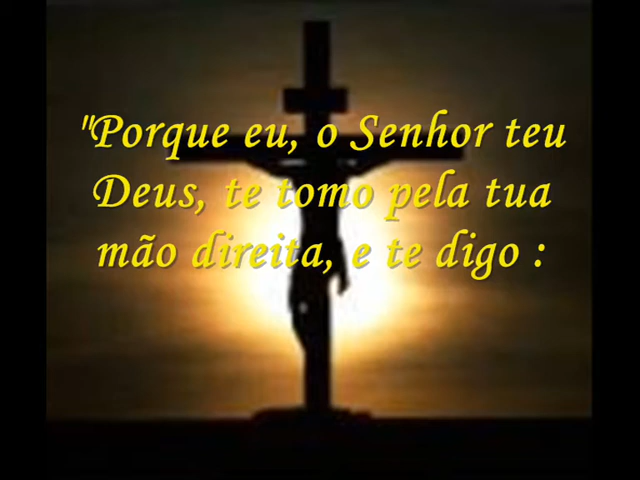 "Porque eu, o Senhor teu
Deus, te tomo pela tua
mão direita, e te digo :